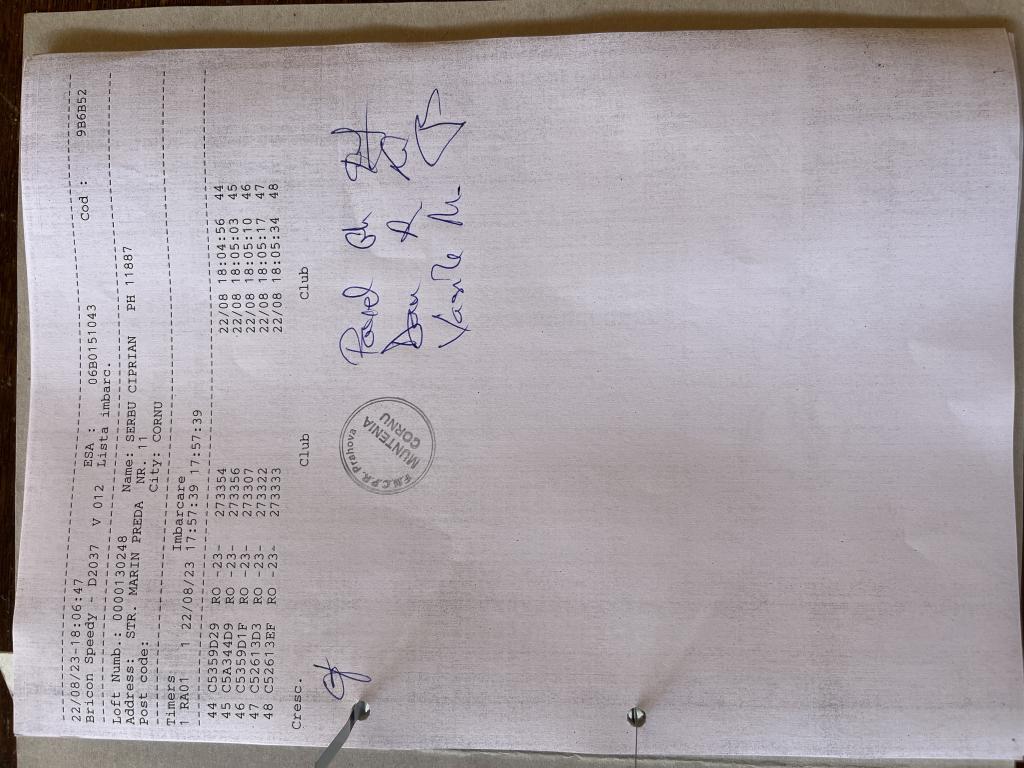 22/08/23-18:06:47
Bricon Speedy - D2037 V 012 ESA : 06B0151043 Cod : 9B6B52
Lista imbarc.
Loft Numb.: 0000130248 Name: SERBU CIPRIAN PH 11887
Address: STR. MARIN PREDA NR. 11
Post code: City: CORNU
Timers Imbarcare
1 RA01 1 22/08/23 17:57:39 17:57:39
44 C5359D29 RO -23- 273354 22/08 18:04:56 44
45 C5A344D9 RO -23- 273356 22/08 18:05:03 45
46 C5359D1F RO -23- 273307 22/08 18:05:10 46
47 C52613D3 RO -23- 273322 22/08 18:05:17 47
48 C52613EF RO -23- 273333 22/08 18:05:34 48
Cresc. Club Club
F.N.C.P.R. Prahova
MUNTENIA
CORNU
Pavel Gh
Dan
Vasile M.